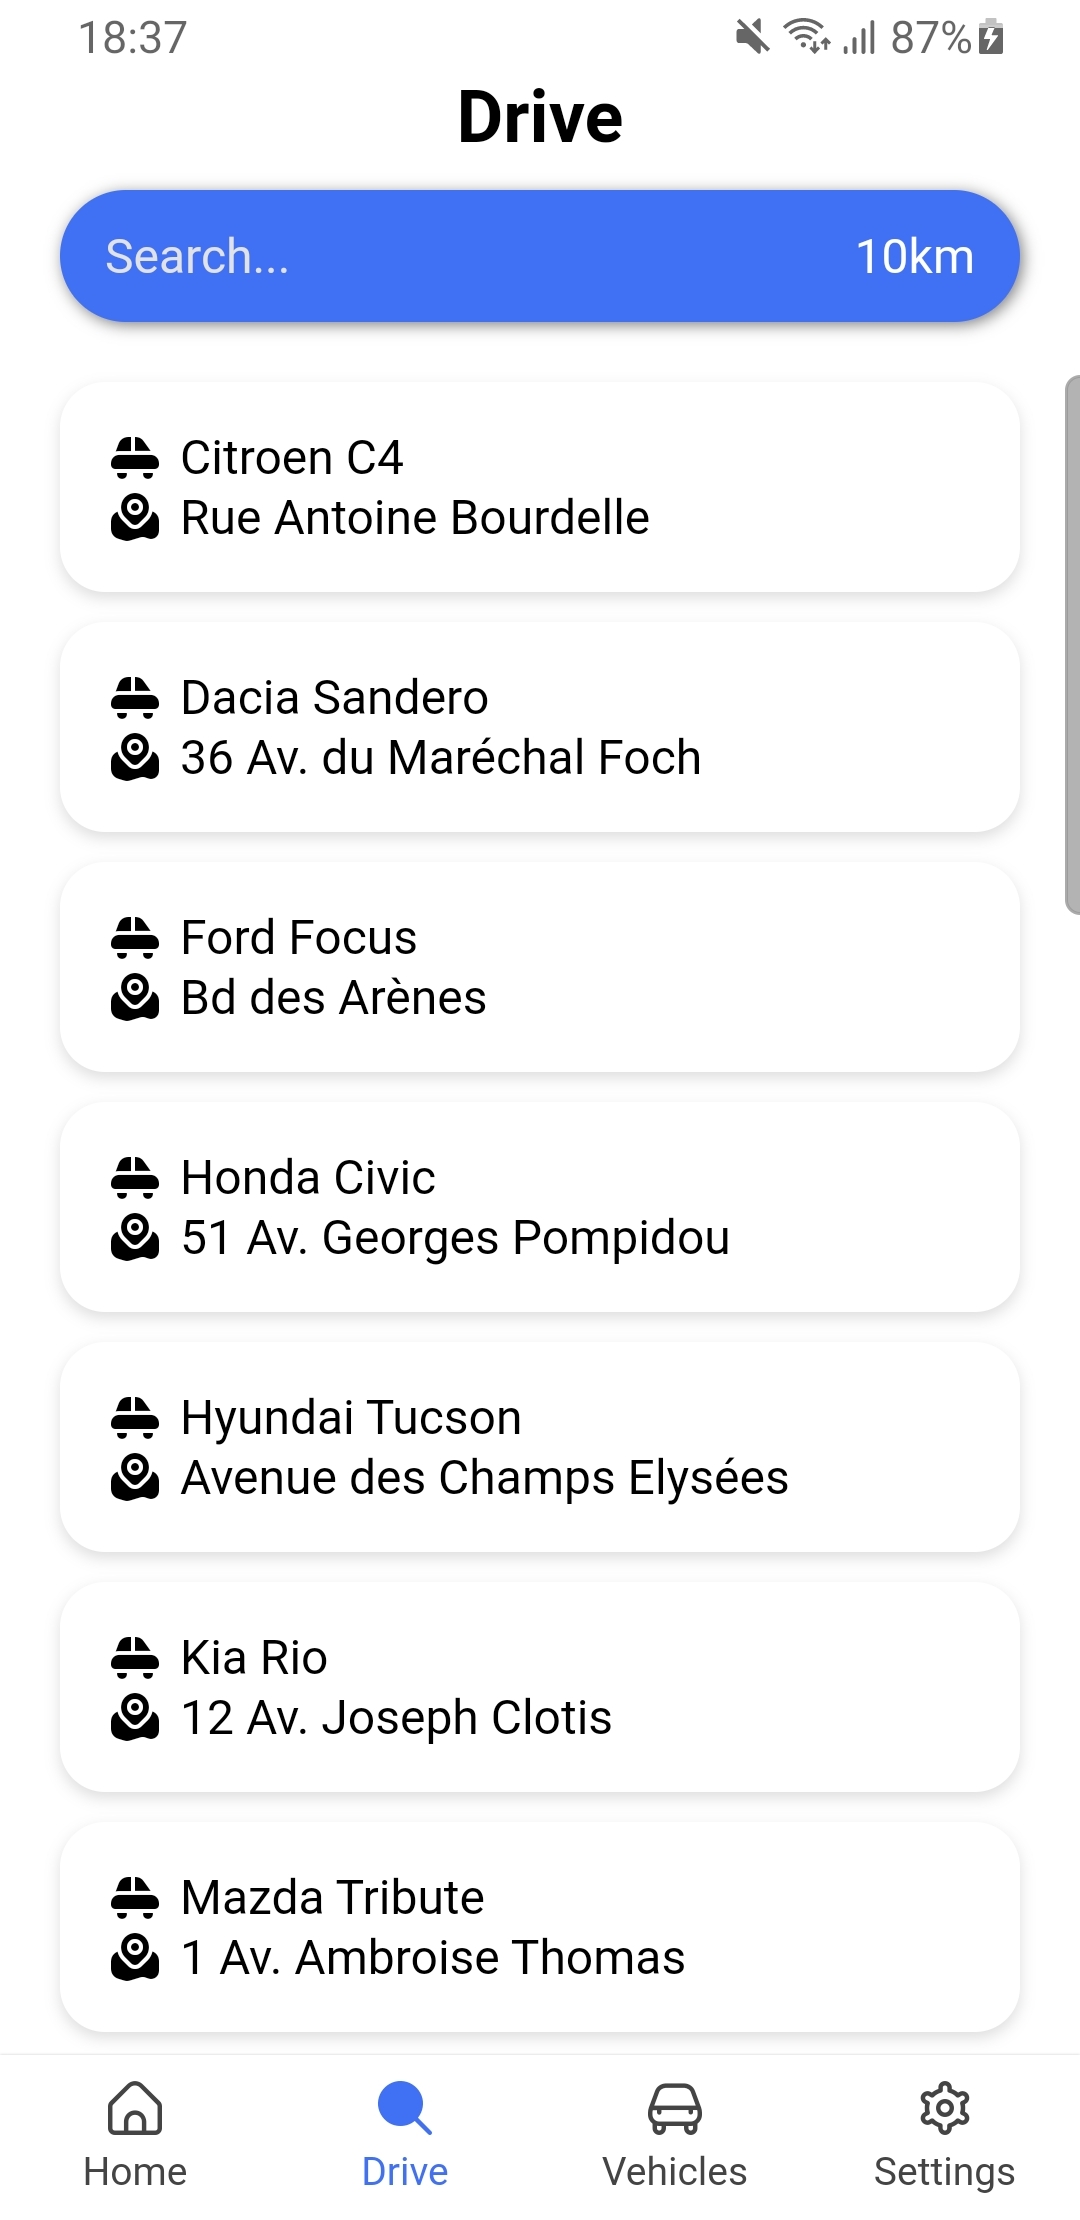 18:37
87%
Drive
Search...
10km
Citroen C4
Rue Antoine Bourdelle
Dacia Sandero
36 Av. du Maréchal Foch
Ford Focus
Bd des Arènes
Honda Civic
51 Av. Georges Pompidou
Hyundai Tucson
Avenue des Champs Elysées
Kia Rio
12 Av. Joseph Clotis
Mazda Tribute
1 Av. Ambroise Thomas
Home
Drive
Vehicles
Settings